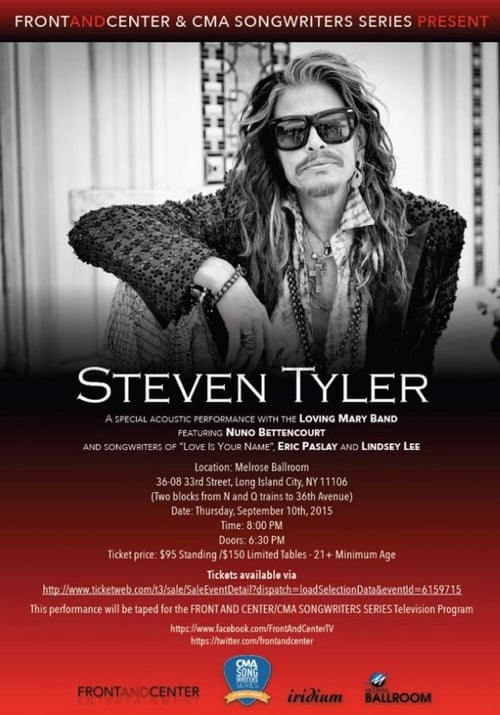 FRONTANDCENTER & CMA SONGWRITERS SERIES PRESENT
STEVEN TYLER
A SPECIAL ACOUSTIC PERFORMANCE WITH THE LOVING MARY BAND
FEATURING NUNO BETTENCOURT
AND SONGWRITERS OF "LOVE IS YOUR NAME", ERIC PASLAY AND LINDSEY LEE
Location: Melrose Ballroom
36-08 33rd Street, Long Island City, NY 11106
(Two blocks from N and Q trains to 36th Avenue)
Date: Thursday, September 10th, 2015
Time: 8:00 PM
Doors: 6:30 PM
Ticket price: $95 Standing /$150 Limited Tables - 21+ Minimum Age
Tickets available via
http://www.ticketweb.com/t3/sale/SaleEventDetail?dispatch=loadSelectionData&eventId=6159715
This performance will be taped for the FRONT AND CENTER/CMA SONGWRITERS SERIES Television Program
https://www.facebook.com/FrontAndCenterTV
https://twitter.com/frontandcenter
CMA
SONG
WRITERS
SERIES
FRONTANDCENTER
ENTERTAINMENT
iridium
MELROSE
BALLROOM